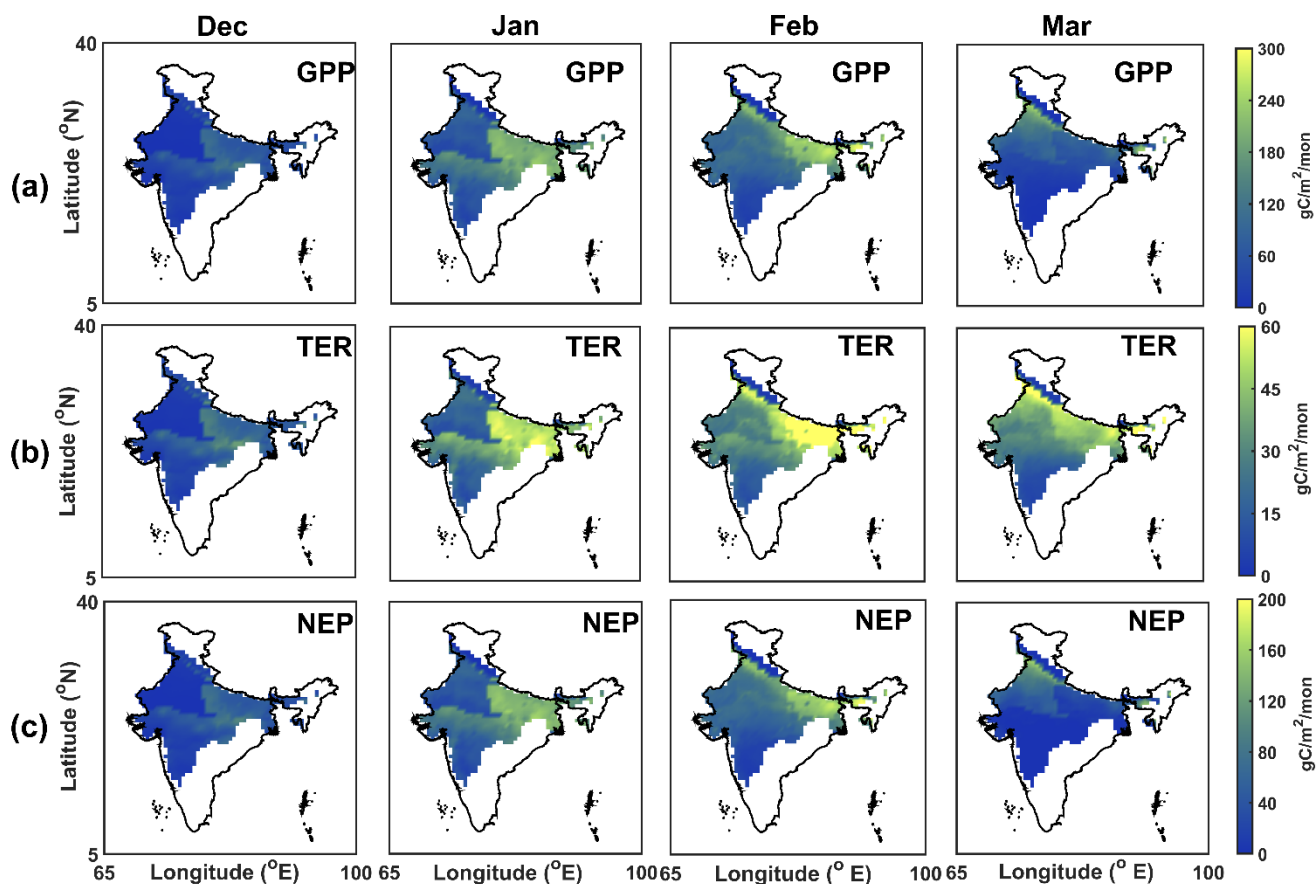 Dec Jan Feb Mar
(a)
Latitude (°N)
40
5
GPP GPP GPP GPP
300
240
180
120
60
0
gC/m²/mon
(b)
Latitude (°N)
40
5
TER TER TER TER
60
45
30
15
0
gC/m²/mon
(c)
Latitude (°N)
40
5
NEP NEP NEP NEP
200
160
120
80
40
0
gC/m²/mon
65 Longitude (°E) 100
65 Longitude (°E) 100
65 Longitude (°E) 100
65 Longitude (°E) 100